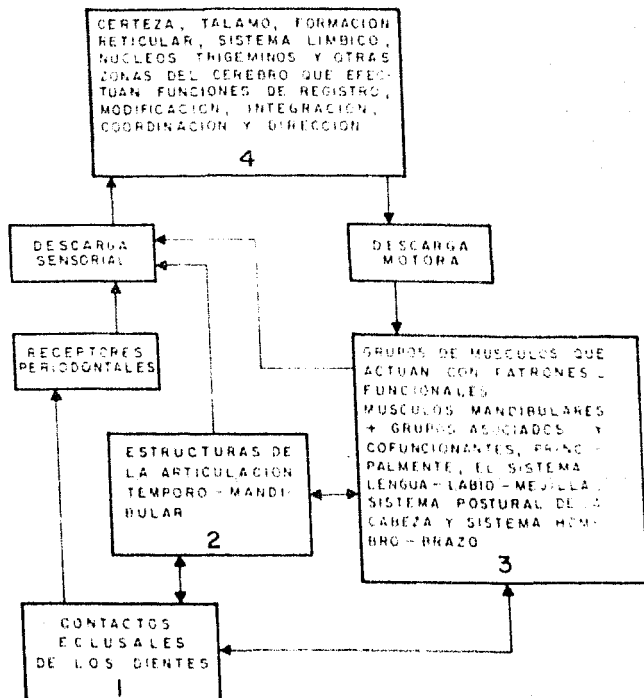 CERTEZA, TALAMO, FORMACION
RETICULAR, SISTEMA LIMBICO,
NUCLEOS TRIGEMINOS Y OTRAS
ZONAS DEL CEREBRO QUE EFEC-
TUAN FUNCIONES DE REGISTRO,
MODIFICACION, INTEGRACION,
COORDINACION Y DIRECCION
4
DESCARGA
SENSORIAL
DESCARGA
MOTORA
RECEPTORES
PERIODONTALES
GRUPOS DE MUSCULOS QUE
ACTUAN CON PATRONES
FUNCIONALES
MUSCULOS MANDIBULARES
+ GRUPOS ASOCIADOS Y
COFUNCIONANTES, PRINCI-
PALMENTE, EL SISTEMA
LENGUA-LABIO-MEJILLA,
SISTEMA POSTURAL DE LA
CABEZA Y SISTEMA HOM-
BRO-BRAZO
3
ESTRUCTURAS DE
LA ARTICULACION
TEMPORO-MANDI-
BULAR
2
CONTACTOS
ECLUSALES
DE LOS DIENTES
1